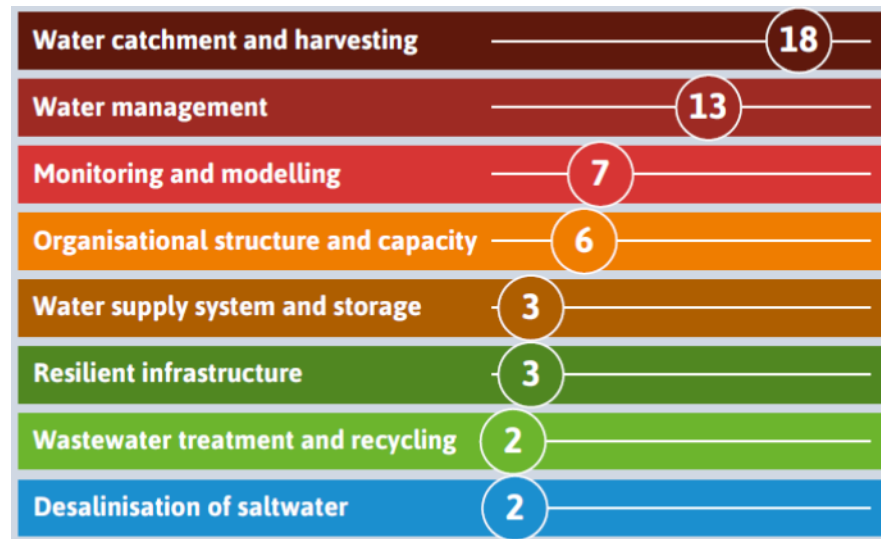 Water catchment and harvesting 18
Water management 13
Monitoring and modelling 7
Organisational structure and capacity 6
Water supply system and storage 3
Resilient infrastructure 3
Wastewater treatment and recycling 2
Desalinisation of saltwater 2